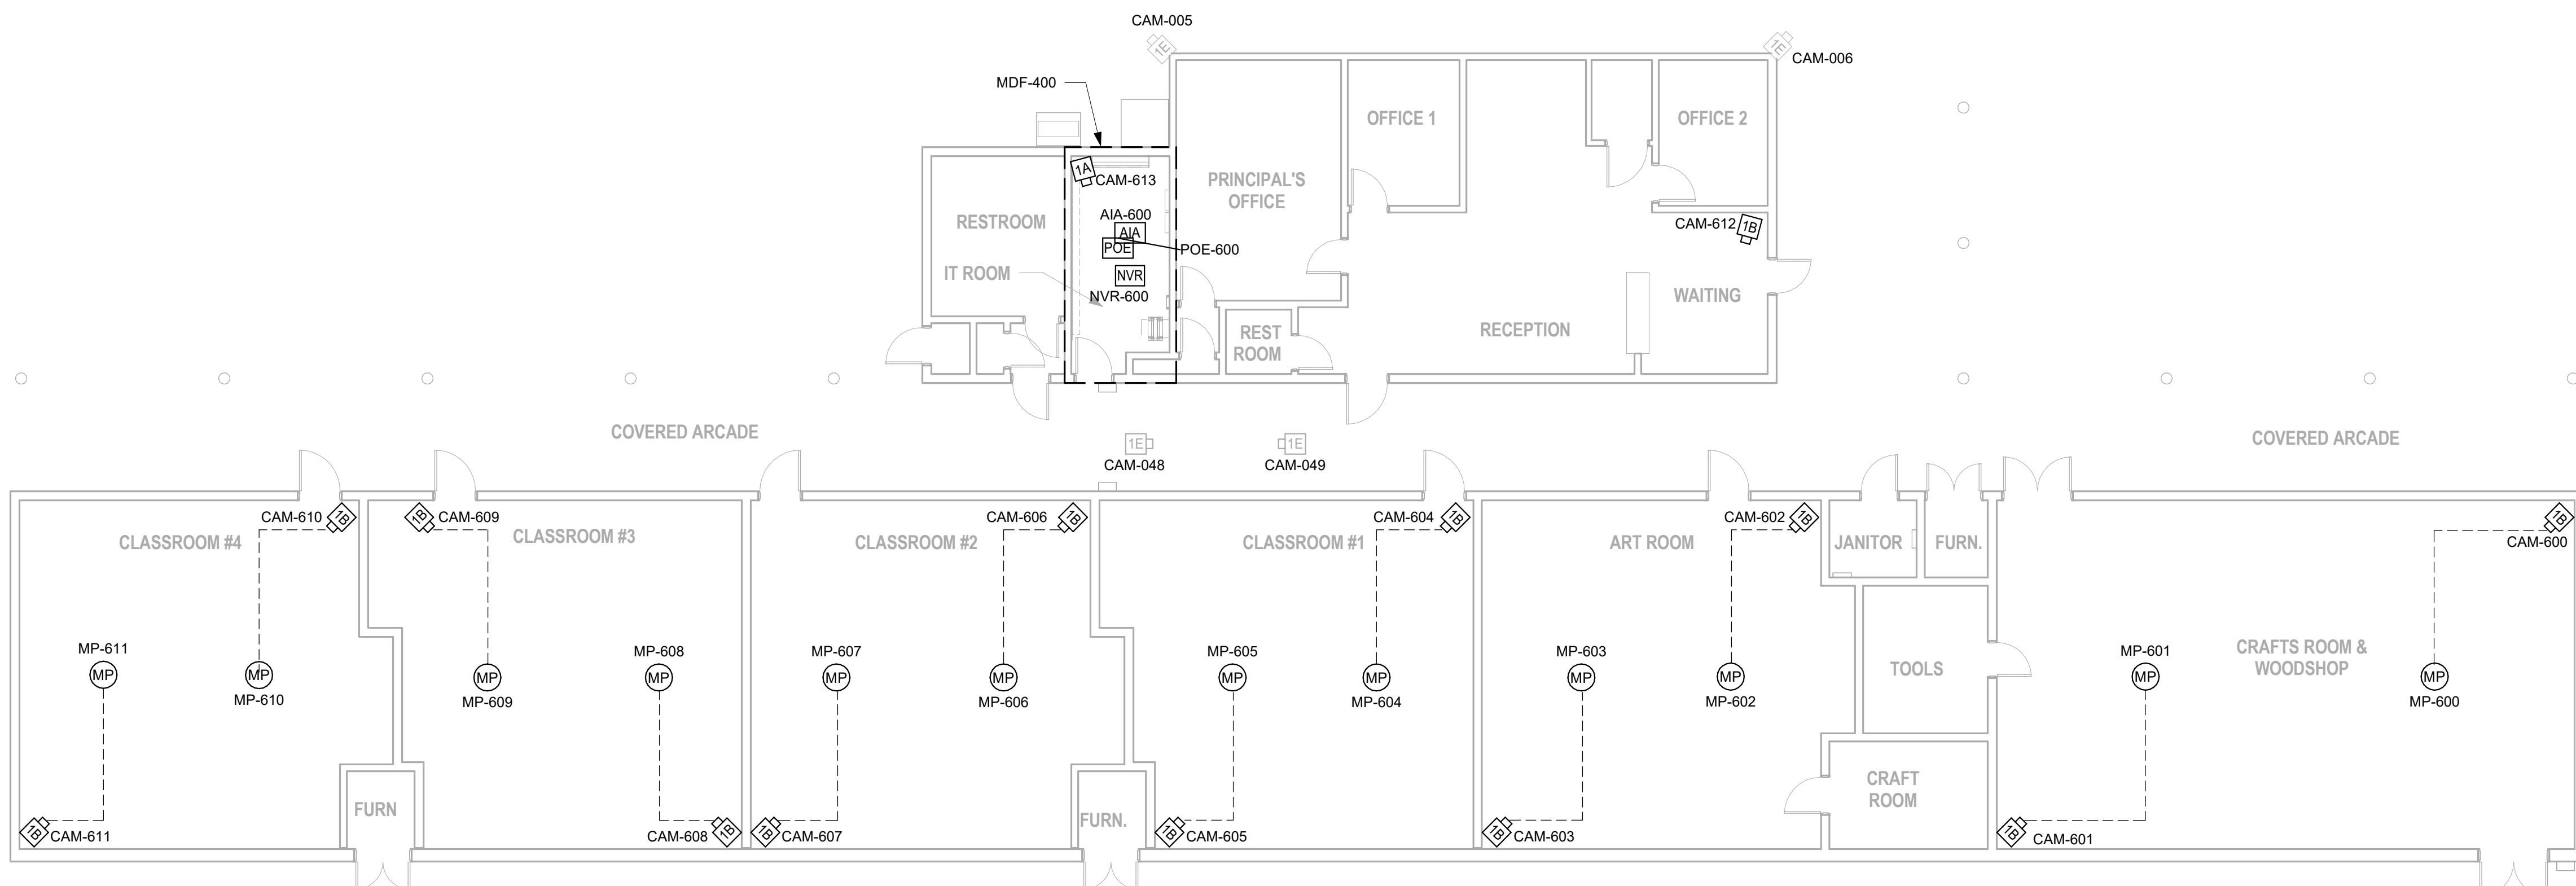 CAM-005
1E
1E
CAM-006
MDF-400
OFFICE 1
OFFICE 2
1A
CAM-613
PRINCIPAL'S
OFFICE
RESTROOM
AIA-600
AIA
POE
POE-600
CAM-612
1B
IT ROOM
NVR
NVR-600
WAITING
REST
ROOM
RECEPTION
COVERED ARCADE
COVERED ARCADE
1E
1E
CAM-048
CAM-049
CAM-610
1B
1B
CAM-609
CAM-606
1B
CAM-604
1B
CAM-602
1B
1B
CAM-600
CLASSROOM #4
CLASSROOM #3
CLASSROOM #2
CLASSROOM #1
ART ROOM
JANITOR
FURN.
MP-611
MP
MP
MP-610
MP
MP-609
MP-608
MP
MP-607
MP
MP
MP-606
MP-605
MP
MP
MP-604
MP-603
MP
MP
MP-602
TOOLS
MP-601
MP
CRAFTS ROOM &
WOODSHOP
MP
MP-600
FURN
FURN.
CRAFT
ROOM
1B
CAM-611
CAM-608
1B
1B
CAM-607
1B
CAM-605
1B
CAM-603
1B
CAM-601